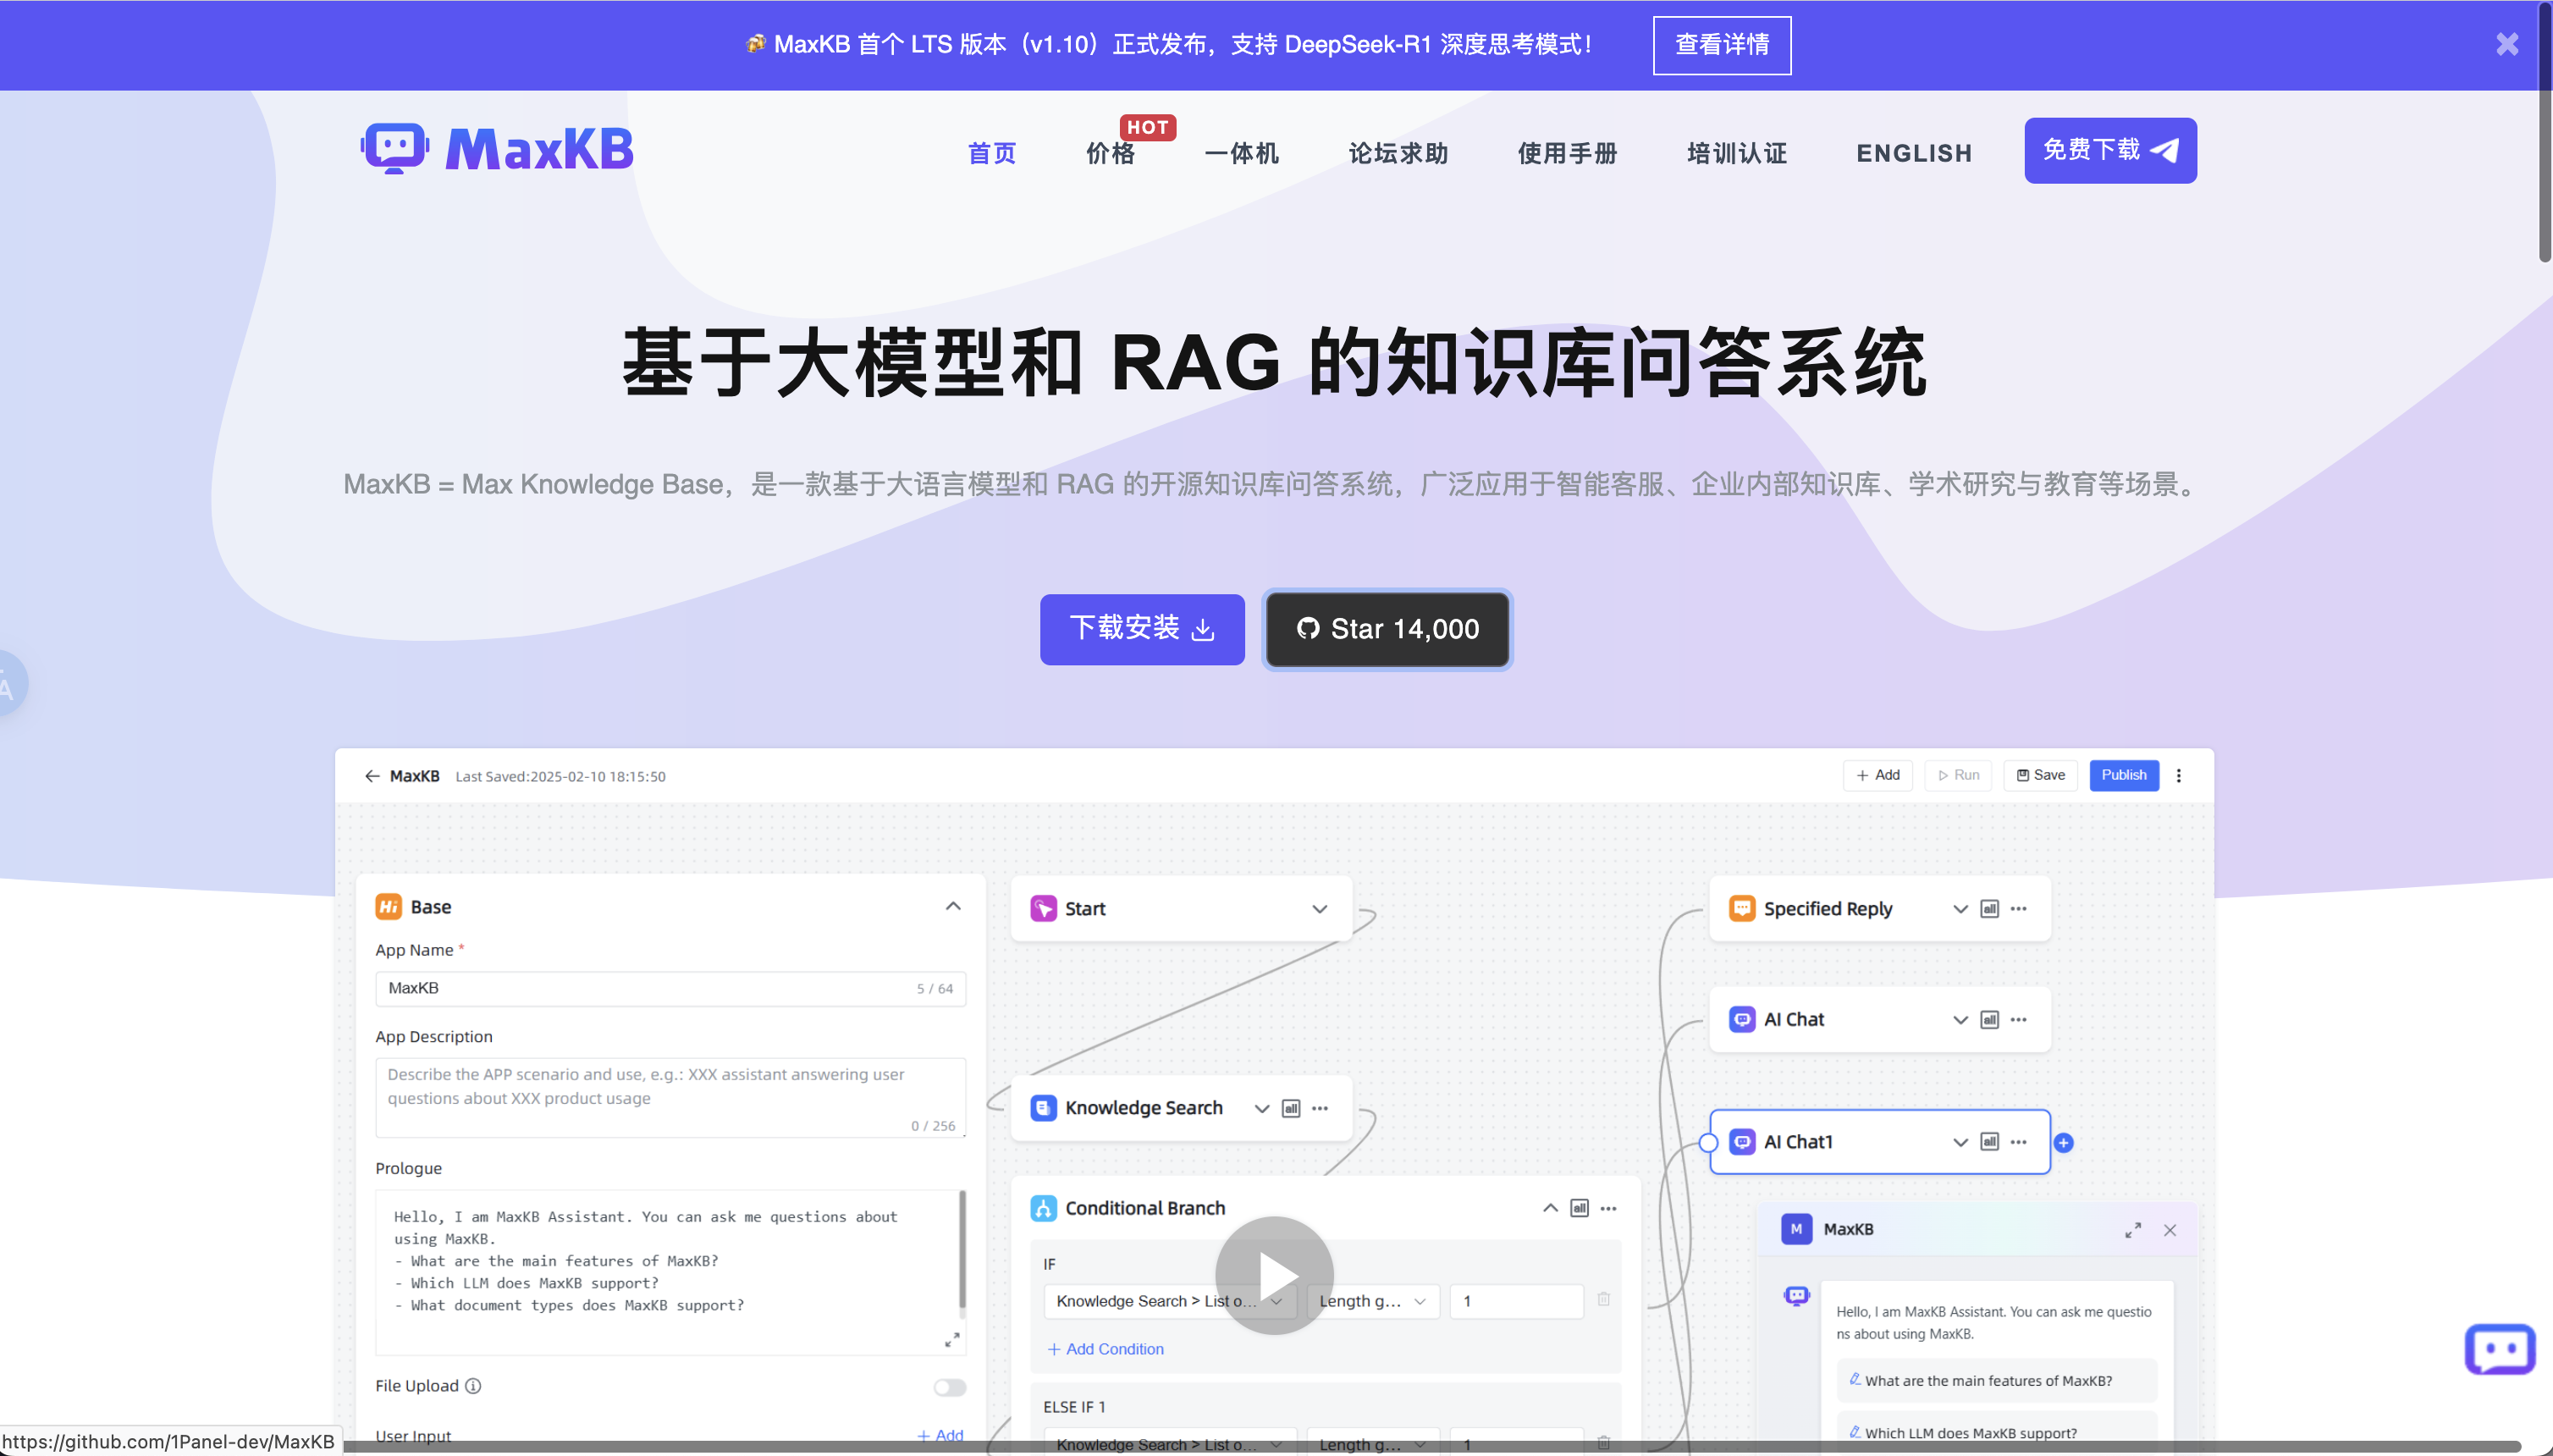 MaxKB 首个 LTS 版本（v1.10）正式发布，支持 DeepSeek-R1 深度思考模式！ 查看详情
MaxKB
首页 价格 HOT 一体机 论坛求助 使用手册 培训认证 ENGLISH 免费下载
基于大模型和 RAG 的知识库问答系统
MaxKB = Max Knowledge Base，是一款基于大语言模型和 RAG 的开源知识库问答系统，广泛应用于智能客服、企业内部知识库、学术研究与教育等场景。
下载安装 Star 14,000
MaxKB Last Saved:2025-02-10 18:15:50 + Add Run Save Publish
Hi Base
App Name *
MaxKB 5 / 64
App Description
Describe the APP scenario and use, e.g.: XXX assistant answering user
questions about XXX product usage
0 / 256
Prologue
Hello, I am MaxKB Assistant. You can ask me questions about
using MaxKB.
- What are the main features of MaxKB?
- Which LLM does MaxKB support?
- What document types does MaxKB support?
File Upload
User Input + Add
Start
Knowledge Search all
Conditional Branch all
IF
Knowledge Search > List o... Length g... 1
+ Add Condition
ELSE IF 1
Knowledge Search > List o... Length g... 1
Specified Reply all
AI Chat all
AI Chat1 all
M MaxKB
Hello, I am MaxKB Assistant. You can ask me questio
ns about using MaxKB.
What are the main features of MaxKB?
Which LLM does MaxKB support?
A
https://github.com/1Panel-dev/MaxKB